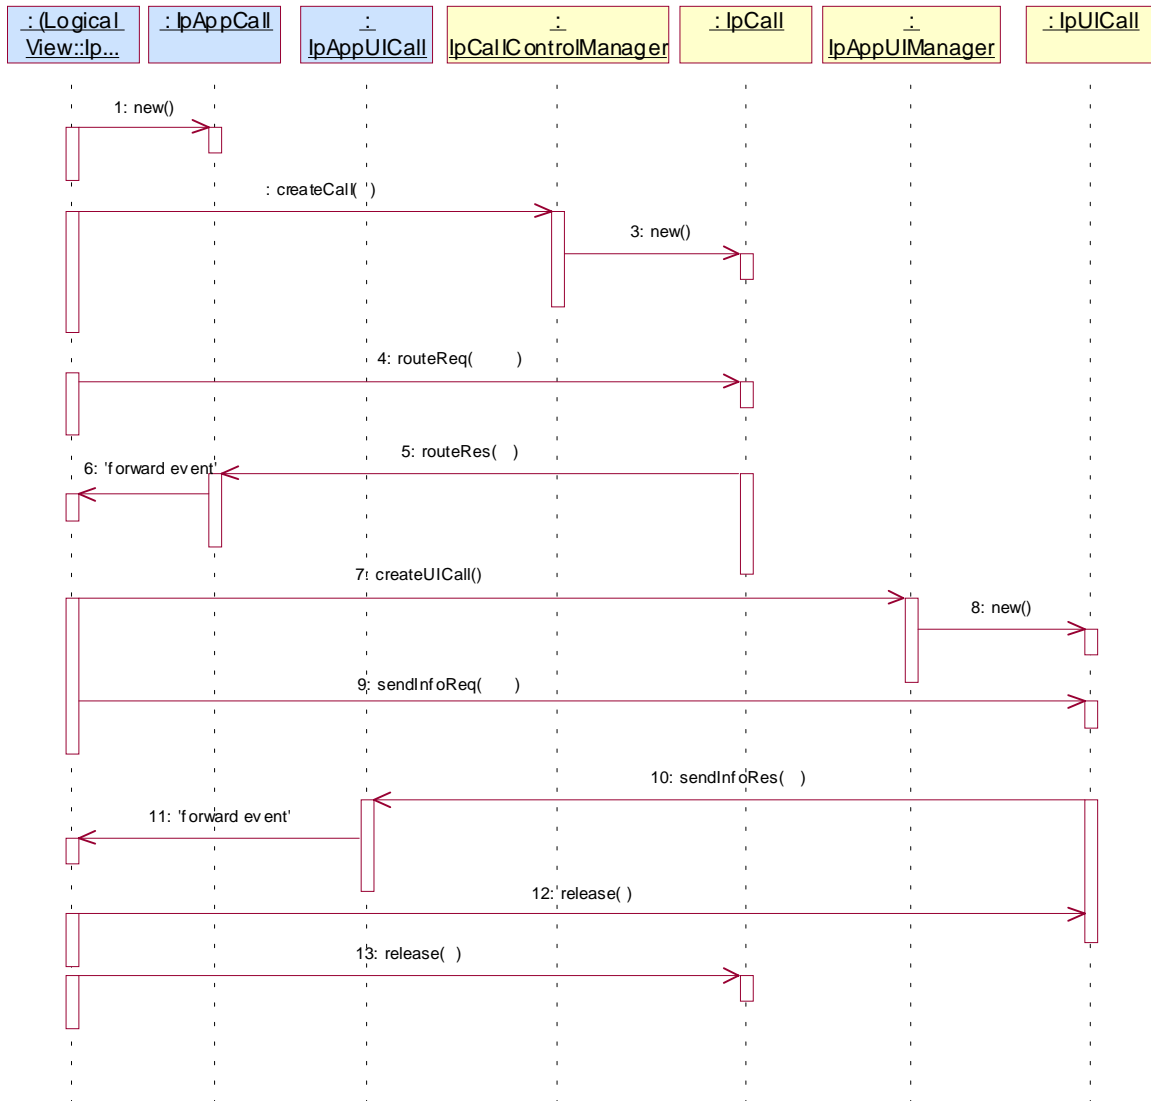 : (Logical
View::Ip...
: IpAppCall
:
IpAppUICall
:
IpCallControlManager
: IpCall
:
IpAppUIManager
: IpUICall
1: new()
: createCall( )
3: new()
4: routeReq( )
5: routeRes( )
6: 'forward event'
7: createUICall()
8: new()
9: sendInfoReq( )
10: sendInfoRes( )
11: 'forward event'
12: release( )
13: release( )